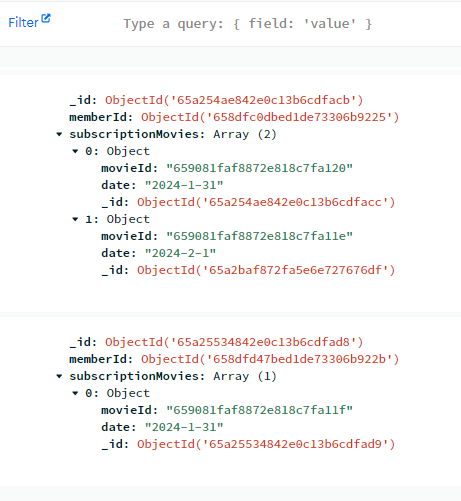 Filter Type a query: { field: 'value' }
_id: ObjectId('65a254ae842e0c13b6cdfacb')
memberId: ObjectId('658dfc0dbed1de73306b9225')
subscriptionMovies: Array (2)
0: Object
movieId: "659081faf8872e818c7fa120"
date: "2024-1-31"
_id: ObjectId('65a254ae842e0c13b6cdfacc')
1: Object
movieId: "659081faf8872e818c7fa11e"
date: "2024-2-1"
_id: ObjectId('65a2baf872fa5e6e727676df')
_id: ObjectId('65a25534842e0c13b6cdfad8')
memberId: ObjectId('658dfd47bed1de73306b922b')
subscriptionMovies: Array (1)
0: Object
movieId: "659081faf8872e818c7fa11f"
date: "2024-1-31"
_id: ObjectId('65a25534842e0c13b6cdfad9')